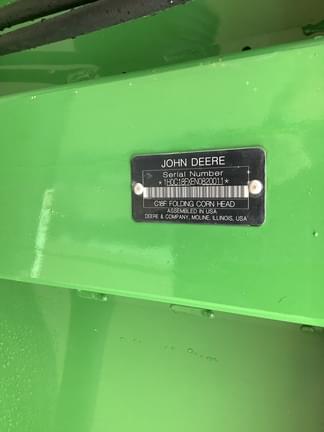 JOHN DEERE
Serial Number
*1H0C18FXEN0820011*
C18F FOLDING CORN HEAD
ASSEMBLED IN USA
DEERE & COMPANY, MOLINE, ILLINOIS, USA